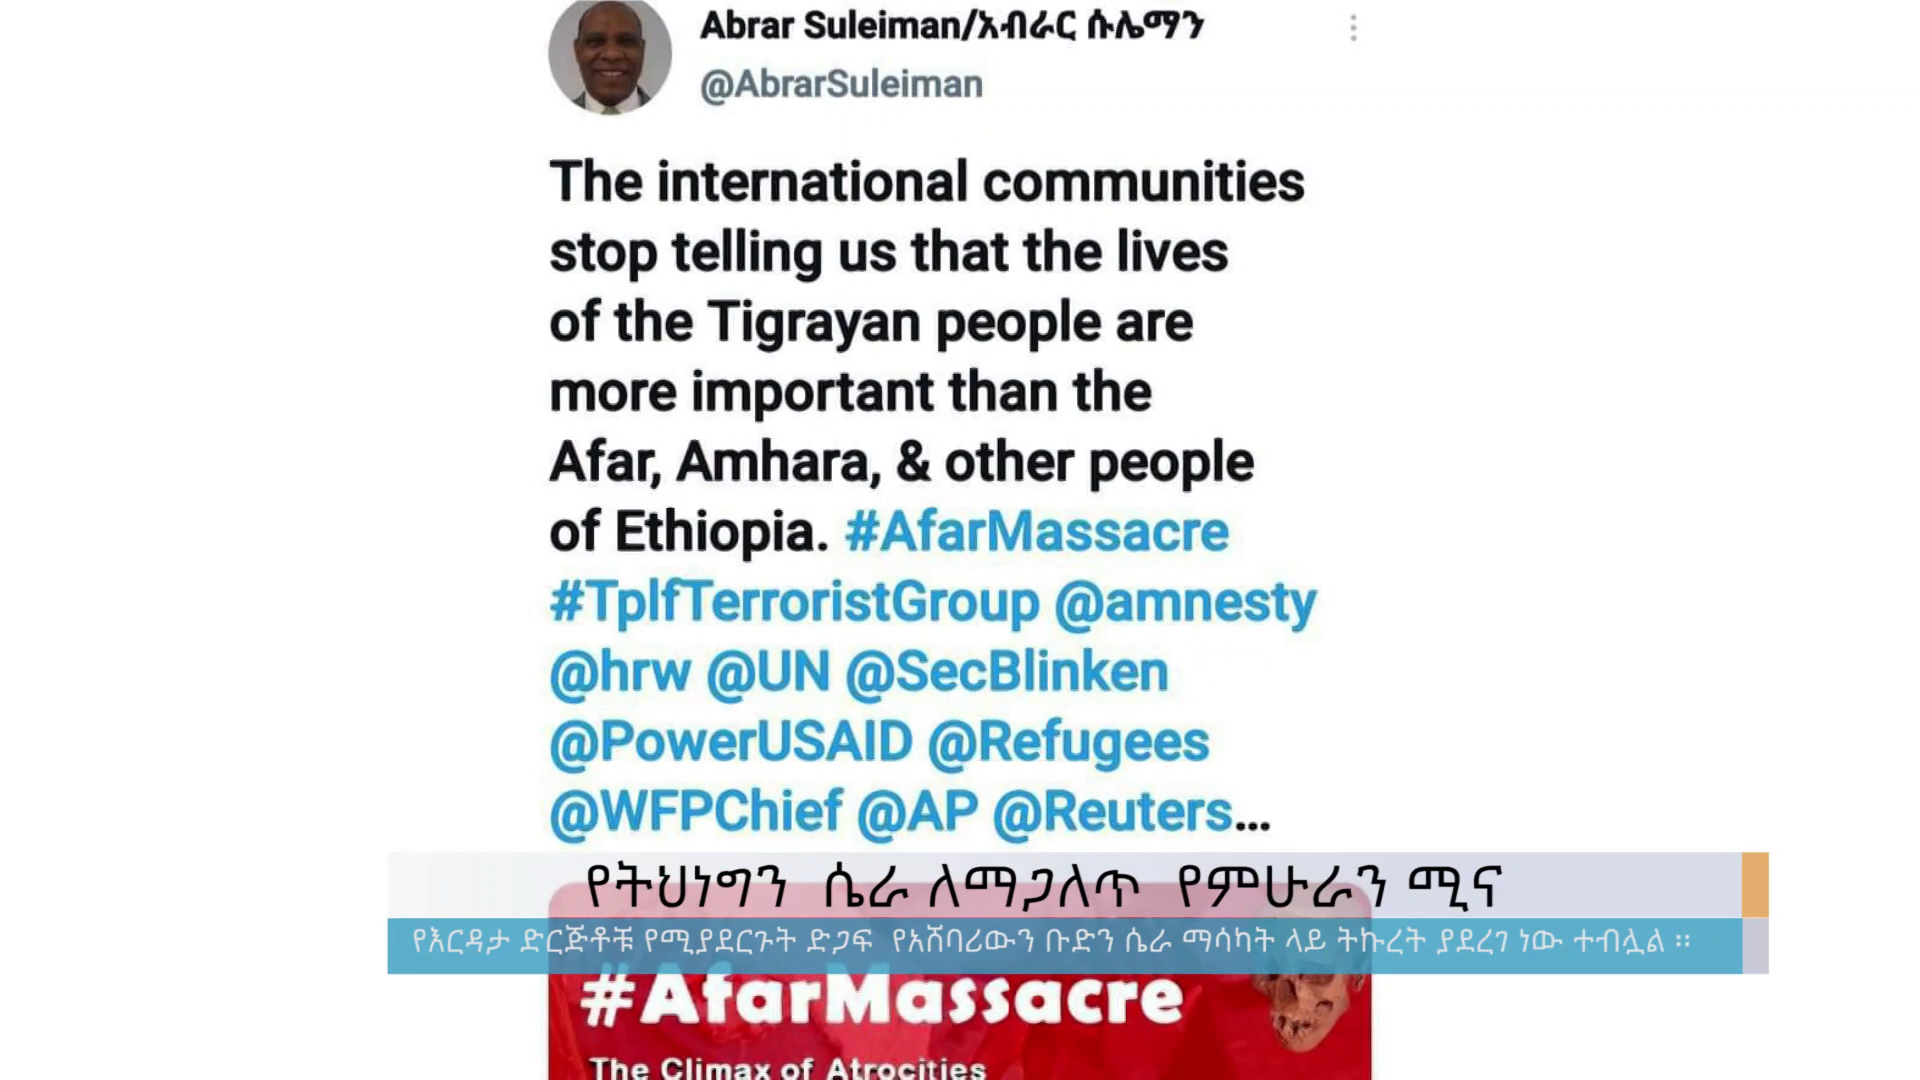 Abrar Suleiman/አብራር ሱሌማን
@AbrarSuleiman
The international communities
stop telling us that the lives
of the Tigrayan people are
more important than the
Afar, Amhara, & other people
of Ethiopia. #AfarMassacre
#TplfTerroristGroup @amnesty
@hrw @UN @SecBlinken
@PowerUSAID @Refugees
@WFPChief @AP @Reuters...
የትህነግን ሴራ ለማጋለጥ የምሁራን ሚና
የእርዳታ ድርጅቶቹ የሚያደርጉት ድጋፍ የአሸባሪውን ቡድን ሴራ ማሳካት ላይ ትኩረት ያደረገ ነው ተብሏል ፡፡
#AfarMassacre
The Climax of Atrocities